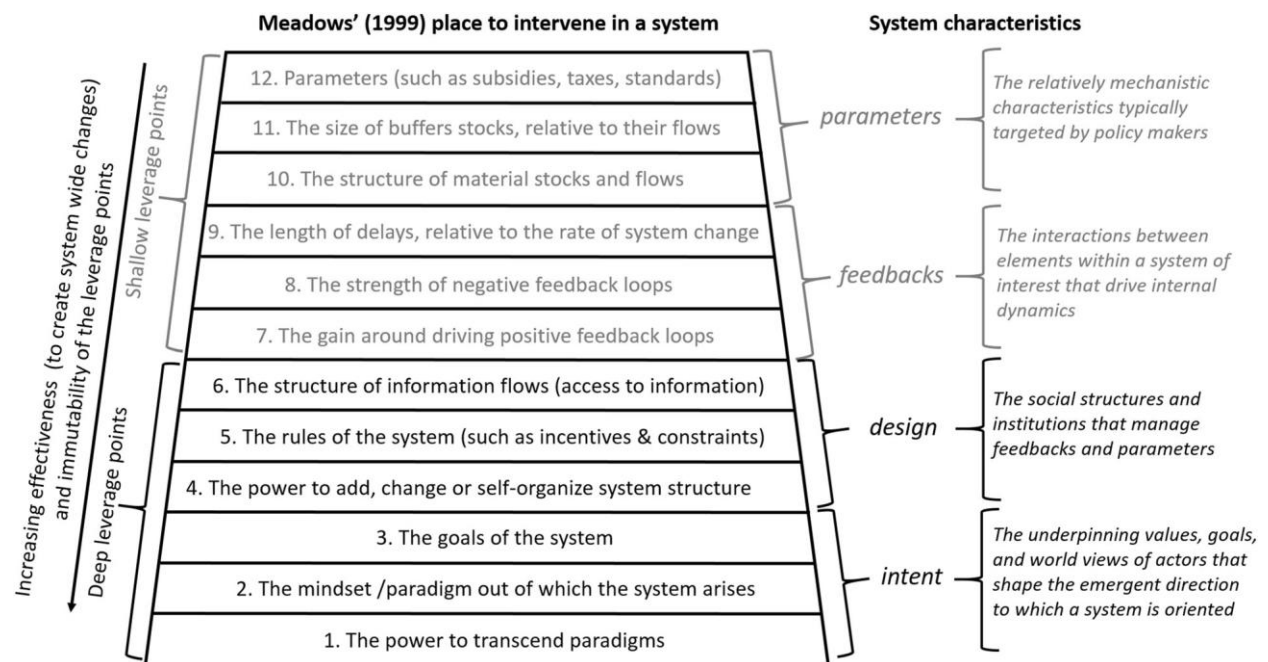 Meadows' (1999) place to intervene in a system
System characteristics
Increasing effectiveness (to create system wide changes)
and immutability of the leverage points
Shallow leverage points
Deep leverage points
12. Parameters (such as subsidies, taxes, standards)
11. The size of buffers stocks, relative to their flows
10. The structure of material stocks and flows
9. The length of delays, relative to the rate of system change
8. The strength of negative feedback loops
7. The gain around driving positive feedback loops
6. The structure of information flows (access to information)
5. The rules of the system (such as incentives & constraints)
4. The power to add, change or self-organize system structure
3. The goals of the system
2. The mindset /paradigm out of which the system arises
1. The power to transcend paradigms
parameters
The relatively mechanistic
characteristics typically
targeted by policy makers
feedbacks
The interactions between
elements within a system of
interest that drive internal
dynamics
design
The social structures and
institutions that manage
feedbacks and parameters
intent
The underpinning values, goals,
and world views of actors that
shape the emergent direction
to which a system is oriented